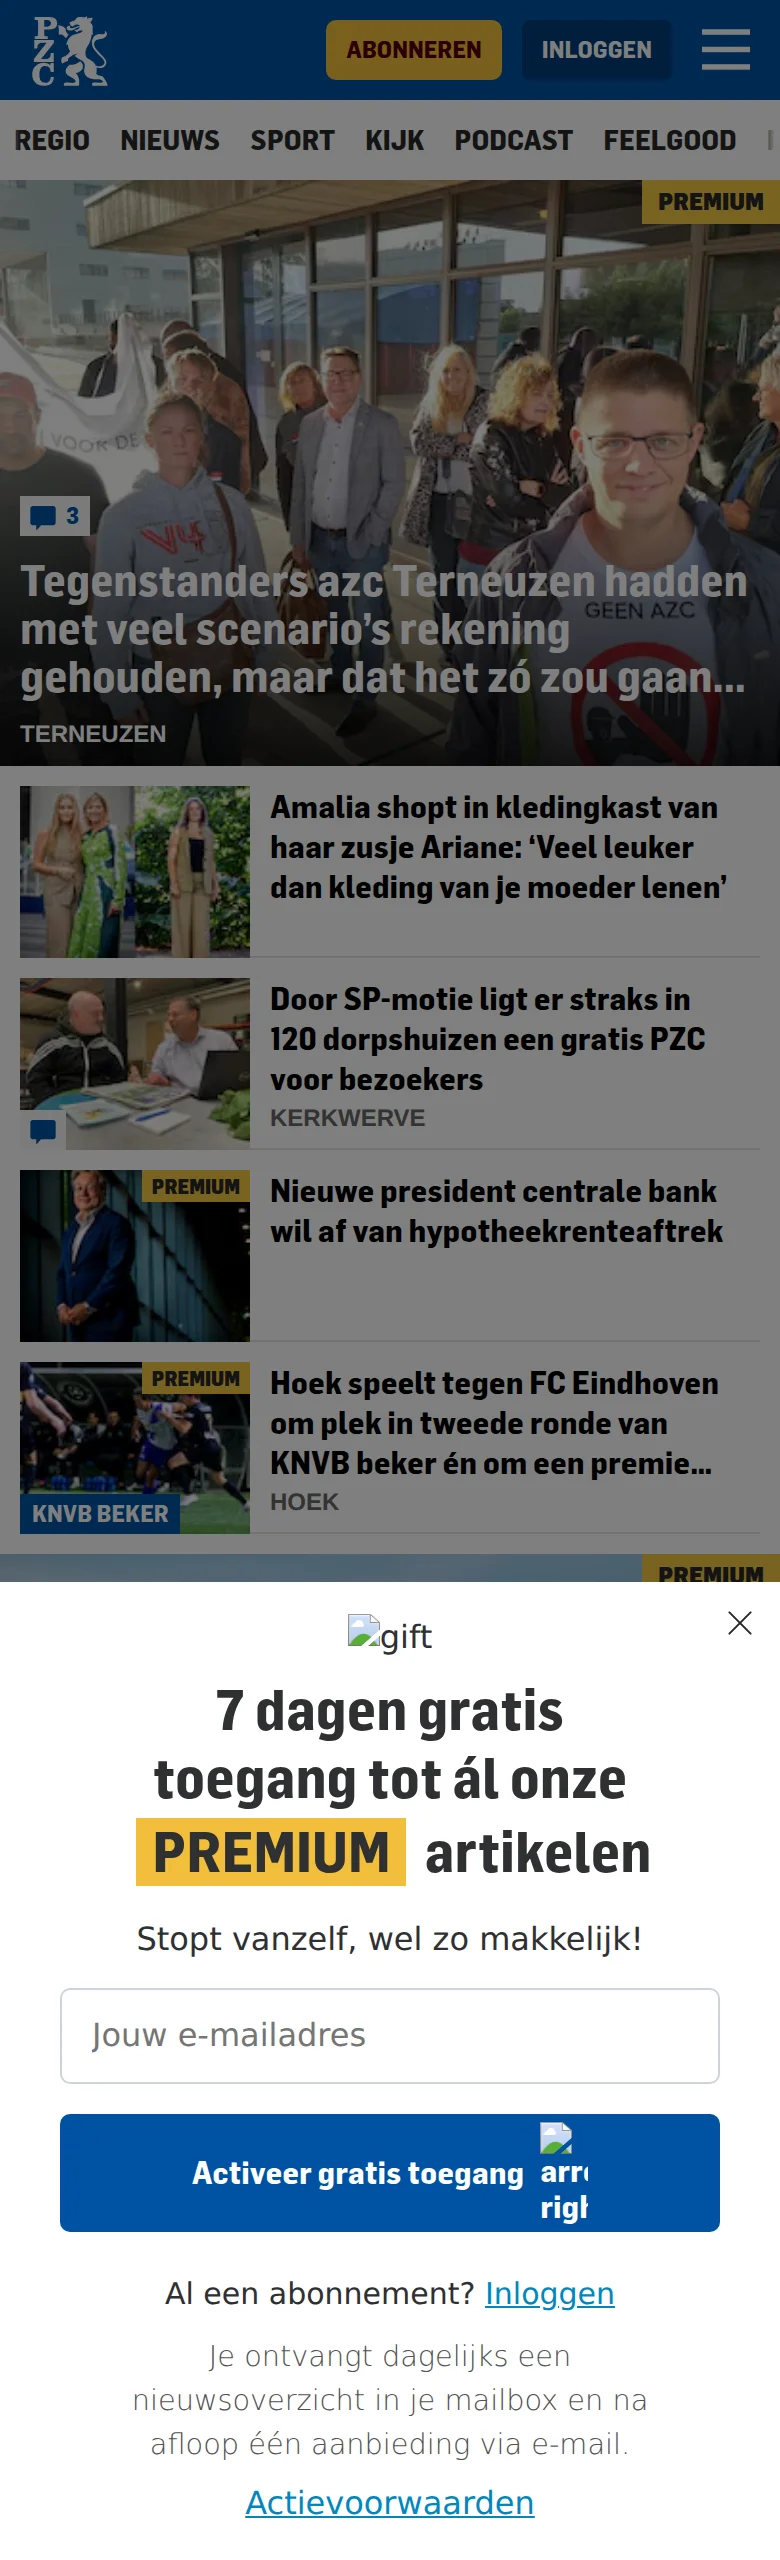 PZC
ABONNEREN
INLOGGEN
REGIO NIEUWS SPORT KIJK PODCAST FEELGOOD
PREMIUM
VOOR DE
V4
GEEN AZC
3
Tegenstanders azc Terneuzen hadden
met veel scenario’s rekening
gehouden, maar dat het zó zou gaan...
TERNEUZEN
Amalia shopt in kledingkast van
haar zusje Ariane: ‘Veel leuker
dan kleding van je moeder lenen’
Door SP-motie ligt er straks in
120 dorpshuizen een gratis PZC
voor bezoekers
KERKWERVE
PREMIUM
Nieuwe president centrale bank
wil af van hypotheekrenteaftrek
PREMIUM
KNVB BEKER
Hoek speelt tegen FC Eindhoven
om plek in tweede ronde van
KNVB beker én om een premie...
HOEK
PREMIUM
gift
7 dagen gratis
toegang tot ál onze
PREMIUM artikelen
Stopt vanzelf, wel zo makkelijk!
Jouw e-mailadres
Activeer gratis toegang
Al een abonnement? Inloggen
Je ontvangt dagelijks een
nieuwsoverzicht in je mailbox en na
afloop één aanbieding via e-mail.
Actievoorwaarden